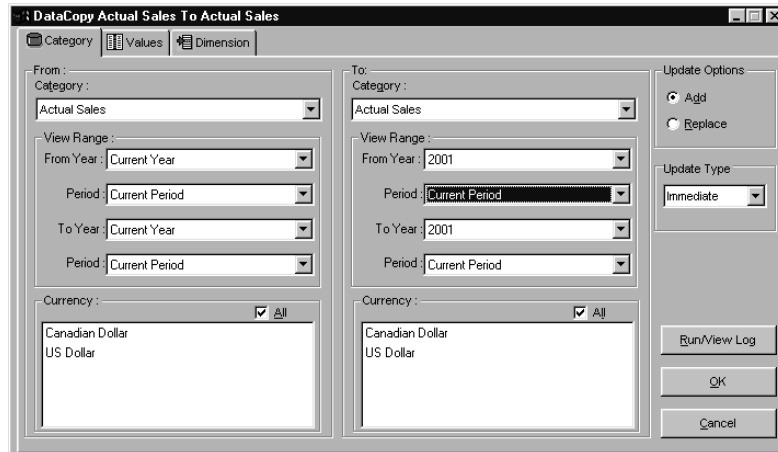 DataCopy Actual Sales To Actual Sales
Category
Values
Dimension
From :
Category :
Actual Sales
View Range :
From Year : Current Year
Period : Current Period
To Year : Current Year
Period : Current Period
Currency :
All
Canadian Dollar
US Dollar
To:
Category :
Actual Sales
View Range :
From Year : 2001
Period : Current Period
To Year : 2001
Period : Current Period
Currency :
All
Canadian Dollar
US Dollar
Update Options
Add
Replace
Update Type
Immediate
Run/View Log
OK
Cancel